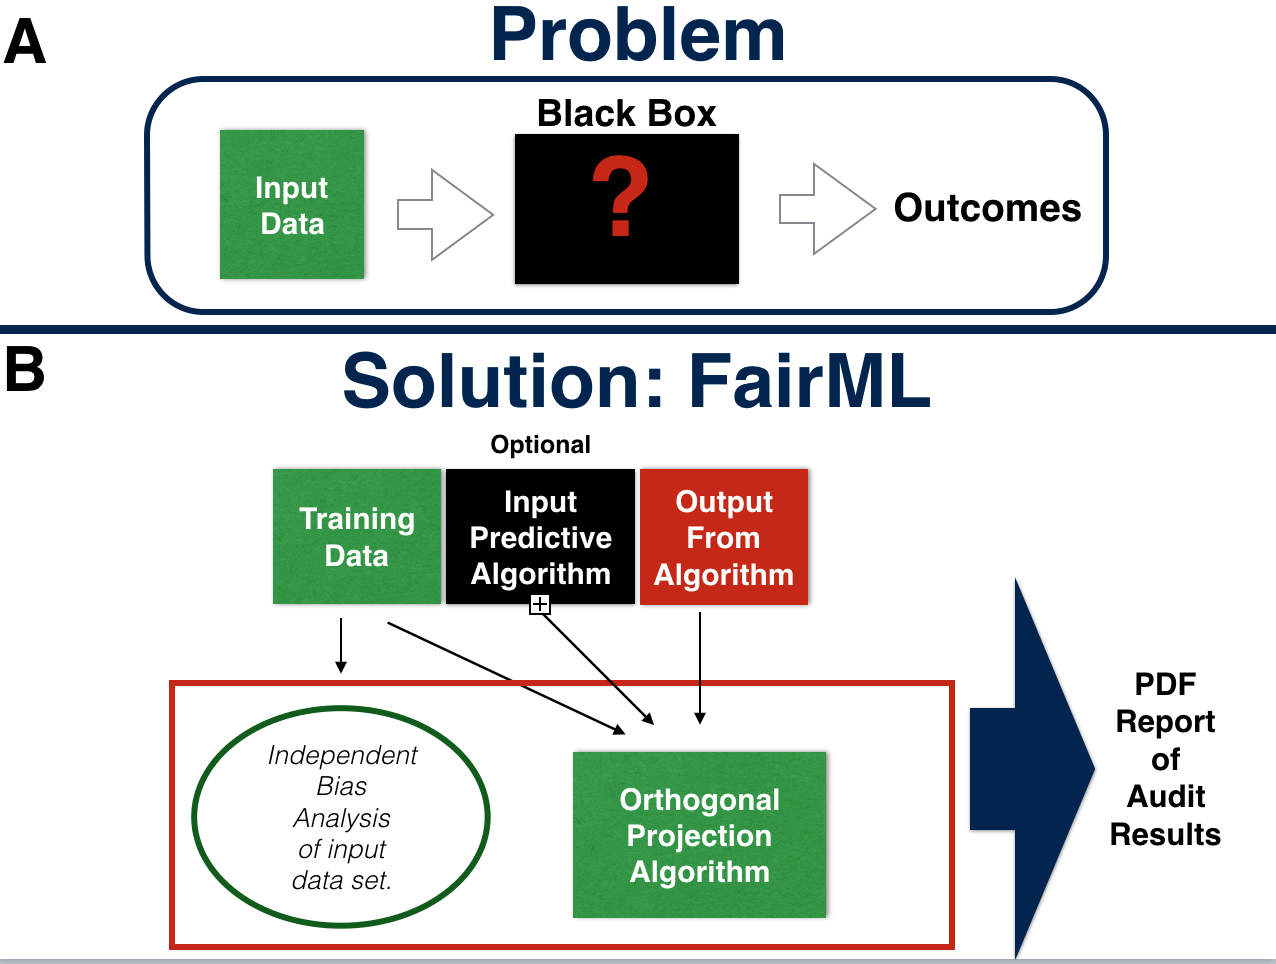 A
Problem
Black Box
Input
Data
?
Outcomes
B
Solution: FairML
Optional
Training
Data
Input
Predictive
Algorithm
Output
From
Algorithm
Independent
Bias
Analysis
of input
data set.
Orthogonal
Projection
Algorithm
PDF
Report
of
Audit
Results